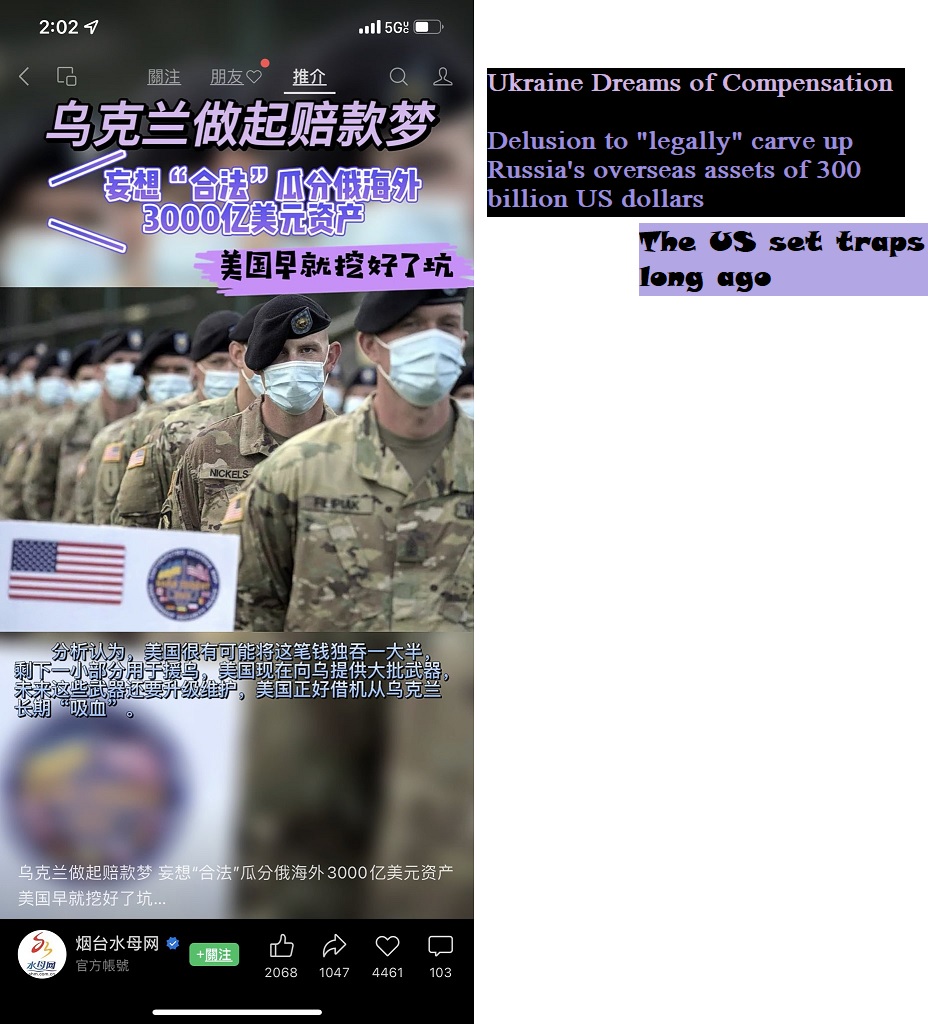 2:02
5G
關注
朋友
推介
乌克兰做起赔款梦
妄想“合法”瓜分俄海外
3000亿美元资产
美国早就挖好了坑
NICKELS
FILIPIAK
分析认为，美国很有可能将这笔钱独吞一大半，
剩下一小部分用于援乌，美国现在向乌提供大批武器，
未来这些武器还要升级维护，美国正好借机从乌克兰
长期“吸血”。
乌克兰做起赔款梦 妄想“合法”瓜分俄海外3000亿美元资产
美国早就挖好了坑...
水母网
烟台水母网
官方帳號
+關注
2068
1047
4461
103
Ukraine Dreams of Compensation
Delusion to "legally" carve up
Russia's overseas assets of 300
billion US dollars
The US set traps
long ago